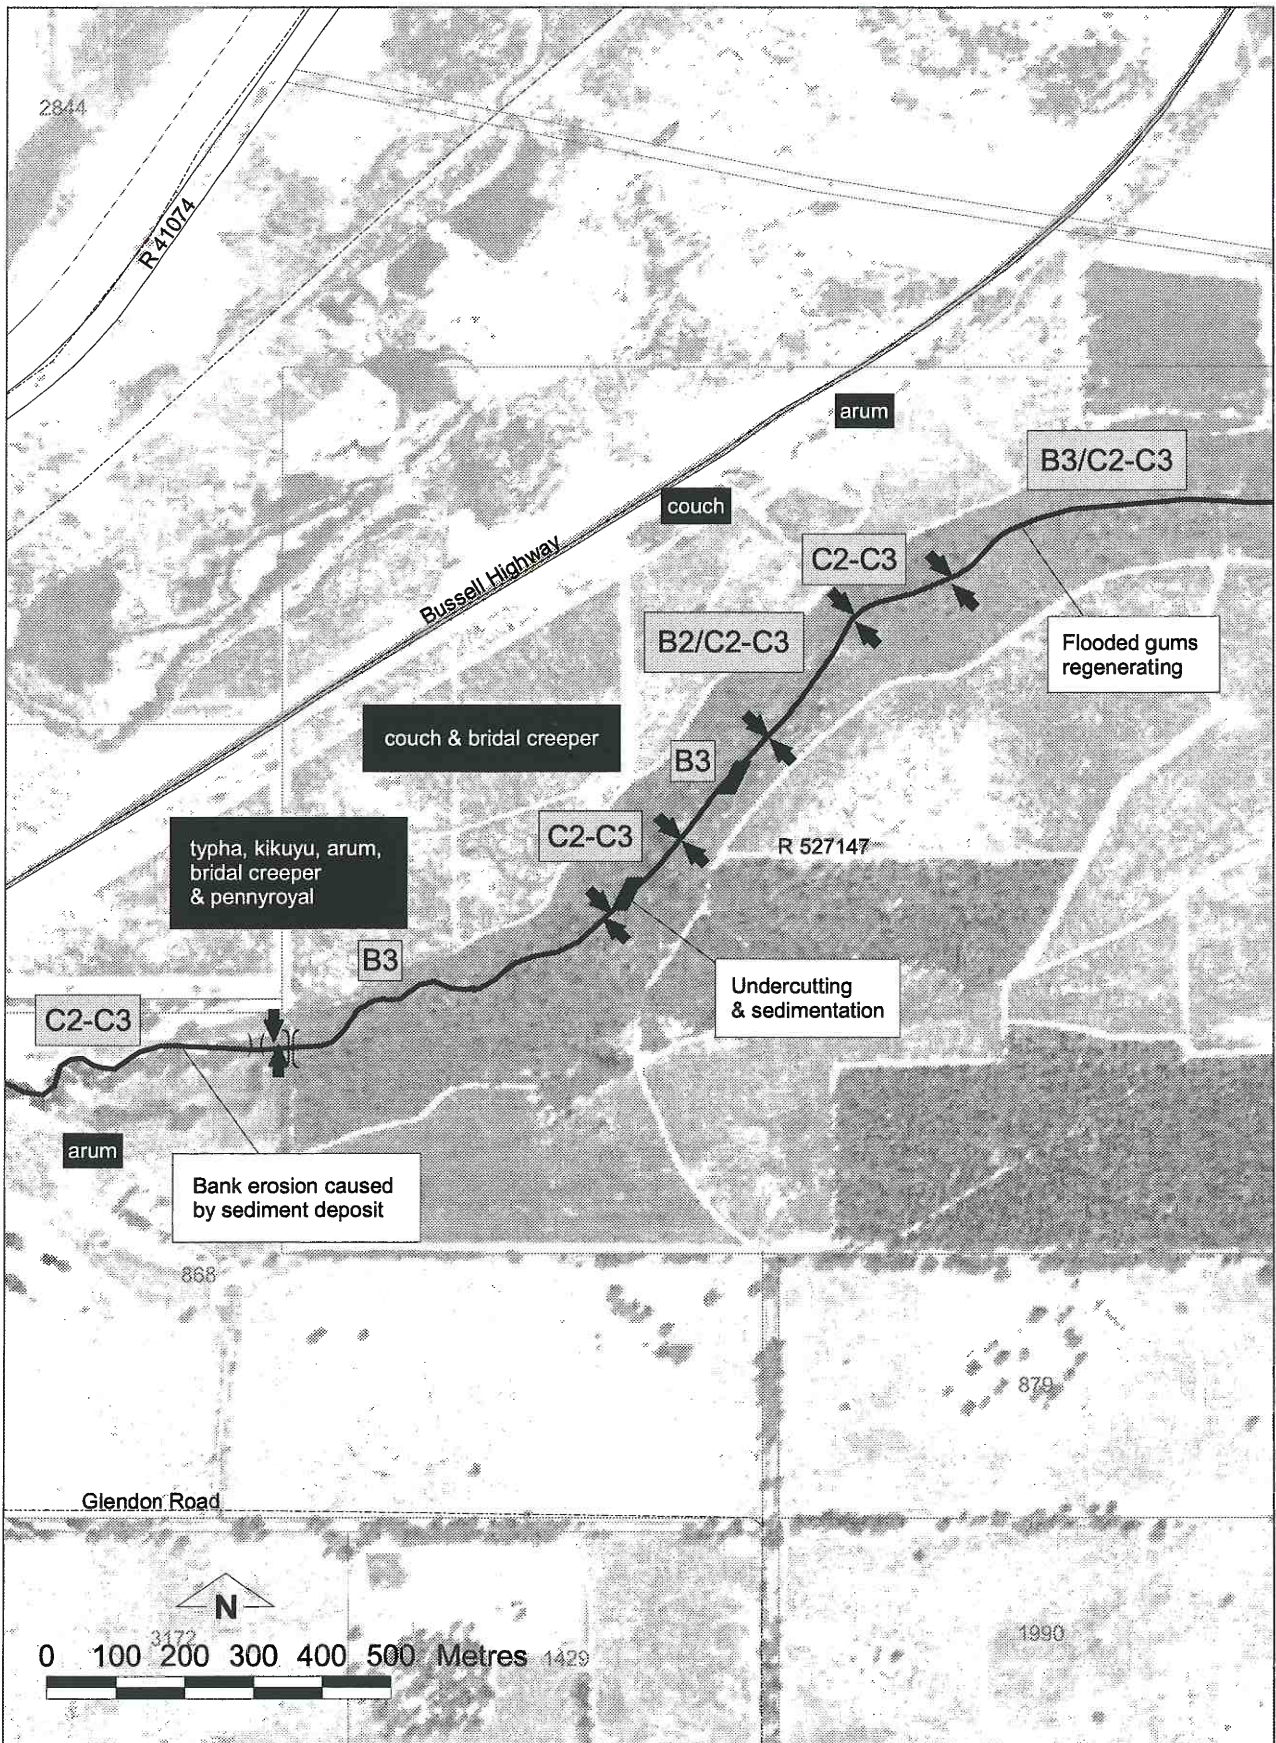 2844
R 41074
arum
B3/C2-C3
couch
C2-C3
Bussell Highway
B2/C2-C3
Flooded gums
regenerating
couch & bridal creeper
B3
C2-C3
R 527147
typha, kikuyu, arum,
bridal creeper
& pennyroyal
B3
Undercutting
& sedimentation
C2-C3
arum
Bank erosion caused
by sediment deposit
868
879
Glendon Road
N
3172
1990
0 100 200 300 400 500 Metres
1429